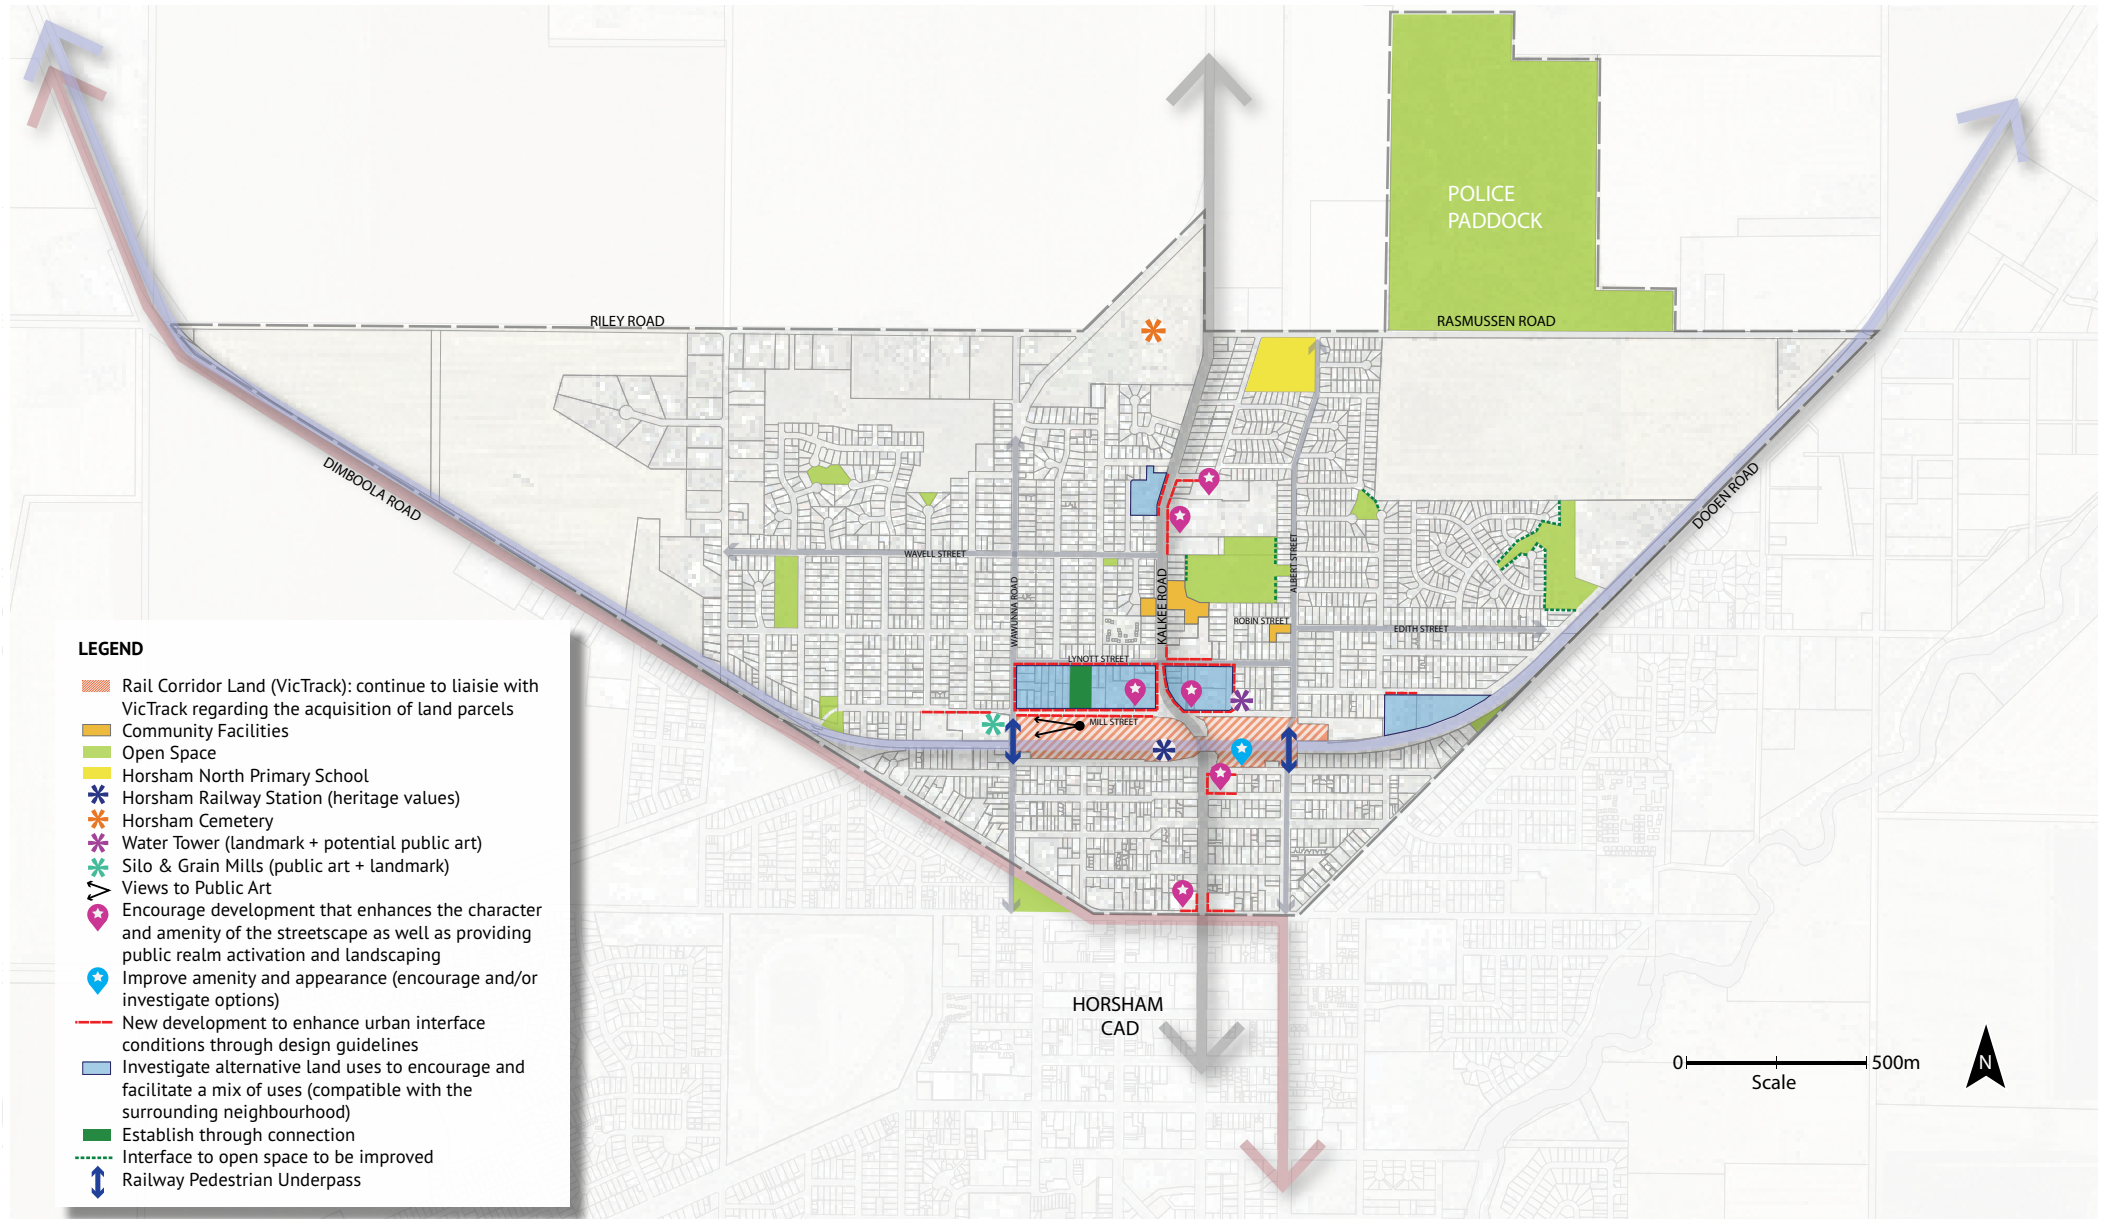 POLICE
PADDOCK
RILEY ROAD
RASMUSSEN ROAD
DIMBOOLA ROAD
DOOEN ROAD
WAVELL STREET
WAWUNNA ROAD
KALKEE ROAD
ALBERT STREET
ROBIN STREET
EDITH STREET
LYNOTT STREET
MILL STREET
HORSHAM
CAD
0
500m
Scale
N
LEGEND
Rail Corridor Land (VicTrack): continue to liaisie with
VicTrack regarding the acquisition of land parcels
Community Facilities
Open Space
Horsham North Primary School
Horsham Railway Station (heritage values)
Horsham Cemetery
Water Tower (landmark + potential public art)
Silo & Grain Mills (public art + landmark)
Views to Public Art
Encourage development that enhances the character
and amenity of the streetscape as well as providing
public realm activation and landscaping
Improve amenity and appearance (encourage and/or
investigate options)
New development to enhance urban interface
conditions through design guidelines
Investigate alternative land uses to encourage and
facilitate a mix of uses (compatible with the
surrounding neighbourhood)
Establish through connection
Interface to open space to be improved
Railway Pedestrian Underpass